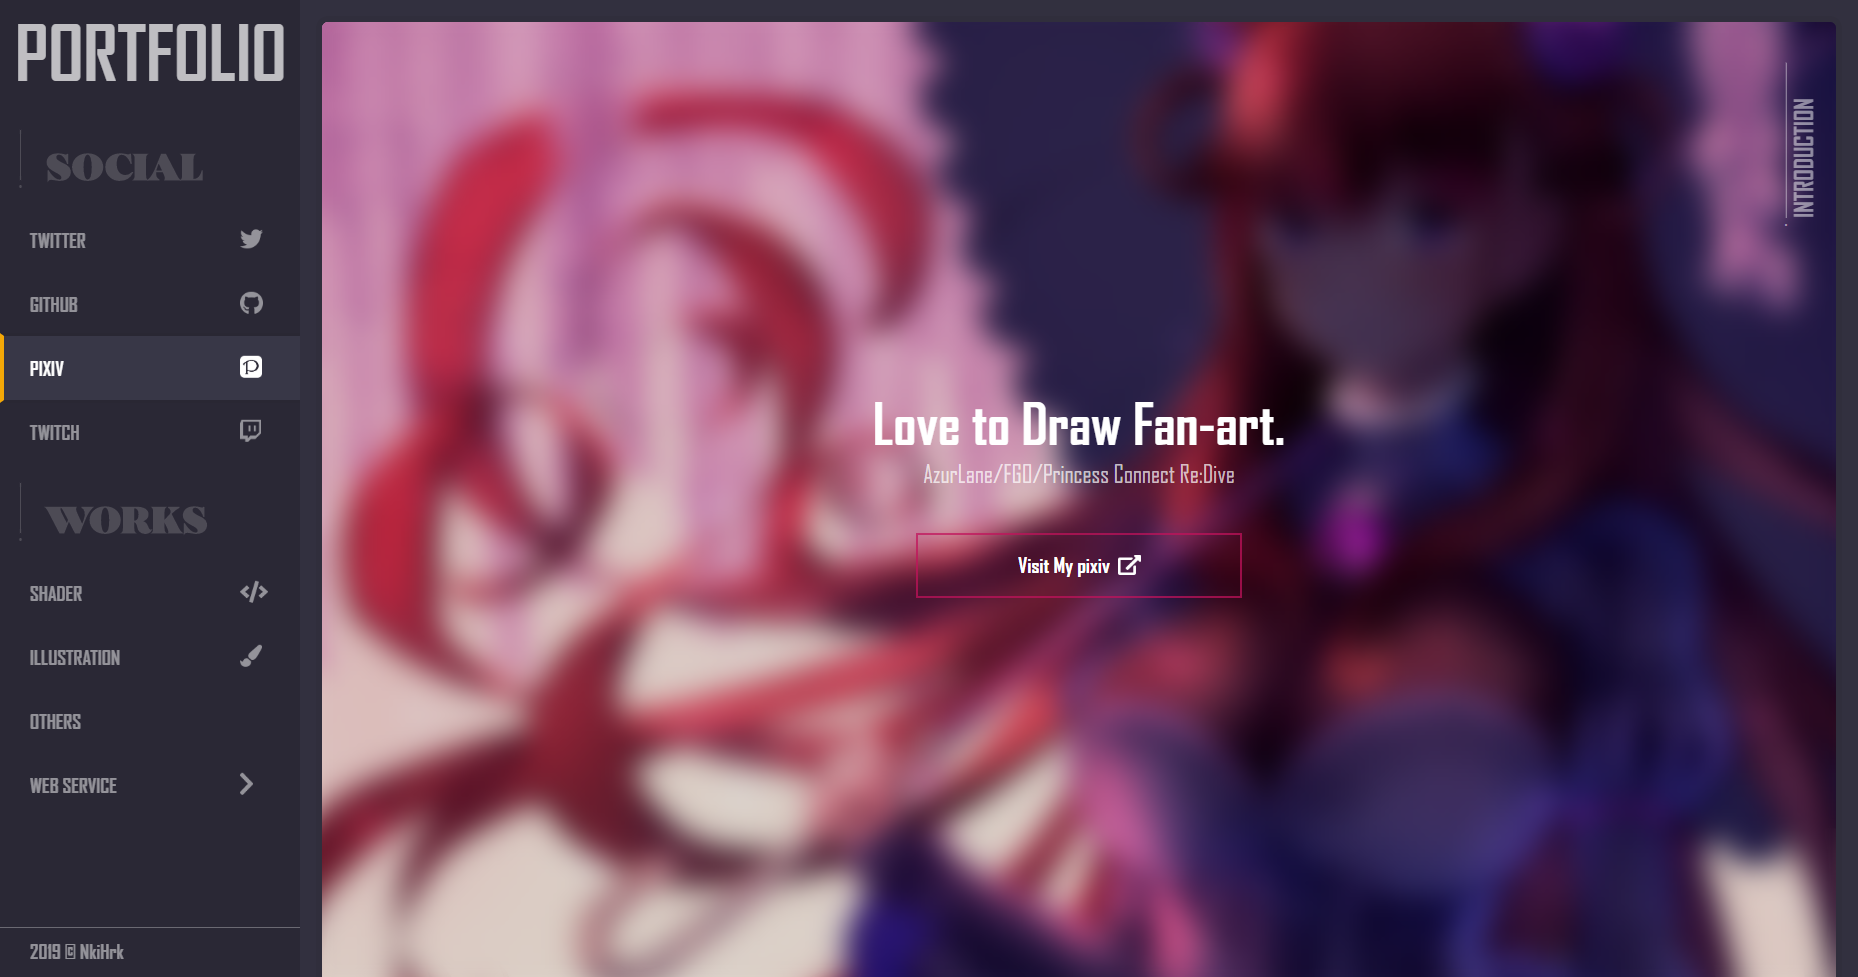 PORTFOLIO
SOCIAL
TWITTER
GITHUB
PIXIV
TWITCH
WORKS
SHADER
ILLUSTRATION
OTHERS
WEB SERVICE
2019 © NkiHrk
INTRODUCTION
Love to Draw Fan-art.
AzurLane/FGO/Princess Connect Re:Dive
Visit My pixiv